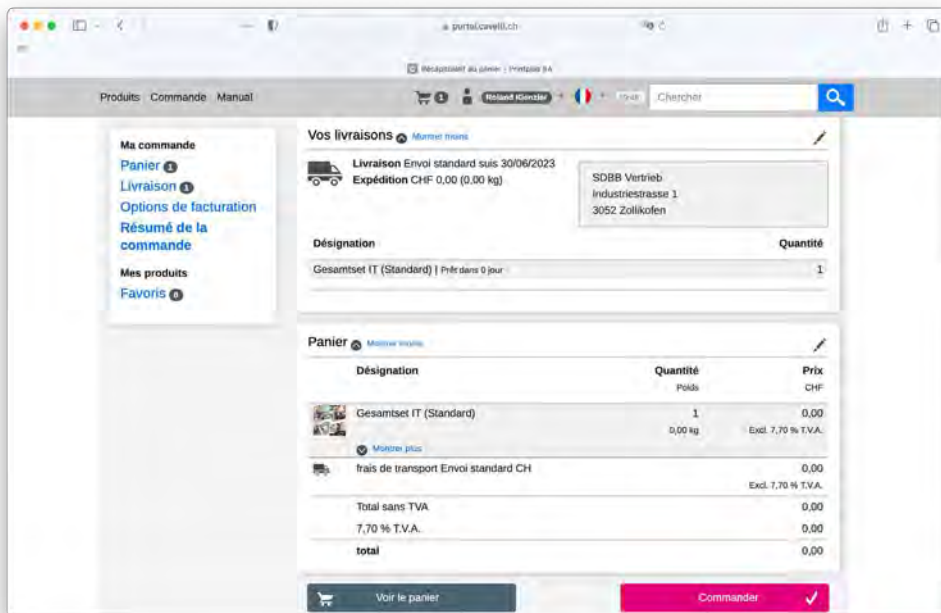 portal.cavelti.ch
Récapitulatif du panier | Printplus SA
Produits Commande Manual
1 Roland Kienzler
Chercher
Ma commande
Panier 1
Livraison 1
Options de facturation
Résumé de la
commande
Mes produits
Favoris 0
Vos livraisons Montrer moins
Livraison Envoi standard suis 30/06/2023
Expédition CHF 0,00 (0,00 kg)
SDBB Vertrieb
Industriestrasse 1
3052 Zollikofen
Désignation Quantité
Gesamtset IT (Standard) | Prêt dans 0 jour 1
Panier Montrer moins
Désignation Quantité Prix
Poids CHF
Gesamtset IT (Standard) 1 0,00
0,00 kg Excl. 7,70 % T.V.A.
Montrer plus
frais de transport Envoi standard CH 0,00
Excl. 7,70 % T.V.A.
Total sans TVA 0,00
7,70 % T.V.A. 0,00
total 0,00
Voir le panier Commander